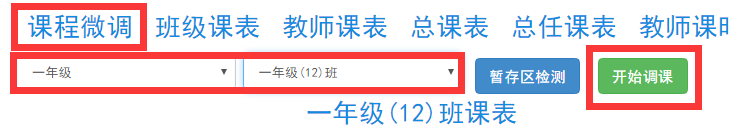 课程微调 班级课表 教师课表 总课表 总任课表 教师课时
一年级 一年级(12)班 暂存区检测 开始调课
一年级(12)班课表